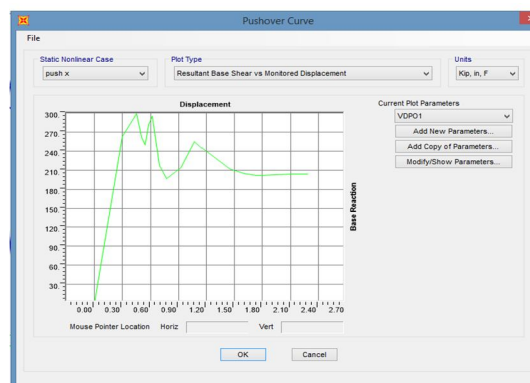 Pushover Curve
File
Static Nonlinear Case
push x
Plot Type
Resultant Base Shear vs Monitored Displacement
Units
Kip, in, F
Displacement
300.
270.
240.
210.
180.
150.
120.
90.
60.
30.
0.00 0.30 0.60 0.90 1.20 1.50 1.80 2.10 2.40 2.70
Base Reaction
Mouse Pointer Location Horiz Vert
Current Plot Parameters
VDPO1
Add New Parameters...
Add Copy of Parameters...
Modify/Show Parameters...
OK Cancel